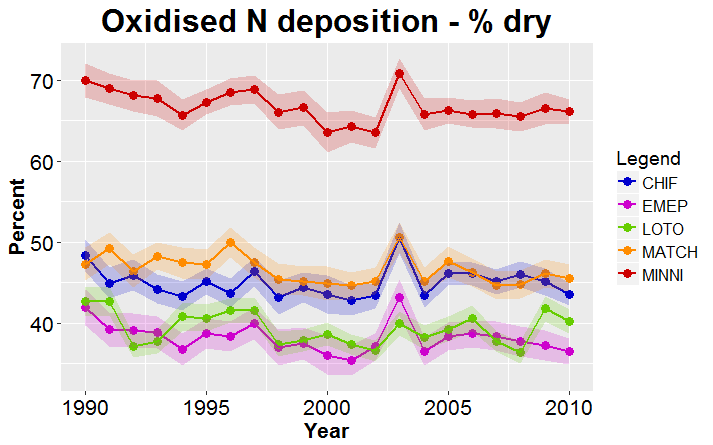 Oxidised N deposition - % dry
70
60
50
40
Percent
1990 1995 2000 2005 2010
Year
Legend
CHIF
EMEP
LOTO
MATCH
MINNI